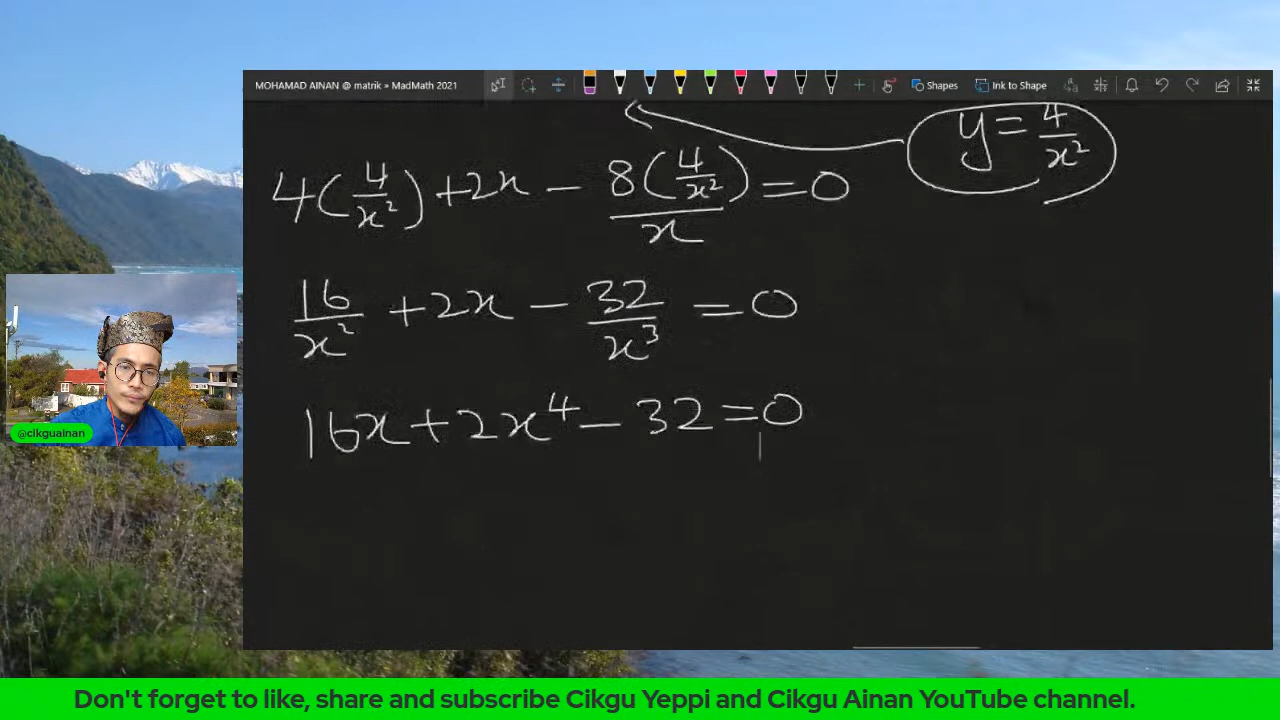 MOHAMAD AINAN @ matrik » MadMath 2021
Shapes
Ink to Shape
y = 4/x²
4(4/x²) + 2x − 8(4/x²)/x = 0
16/x² + 2x − 32/x³ = 0
16x + 2x⁴ − 32 = 0
@cikguainan
Don't forget to like, share and subscribe Cikgu Yeppi and Cikgu Ainan YouTube channel.